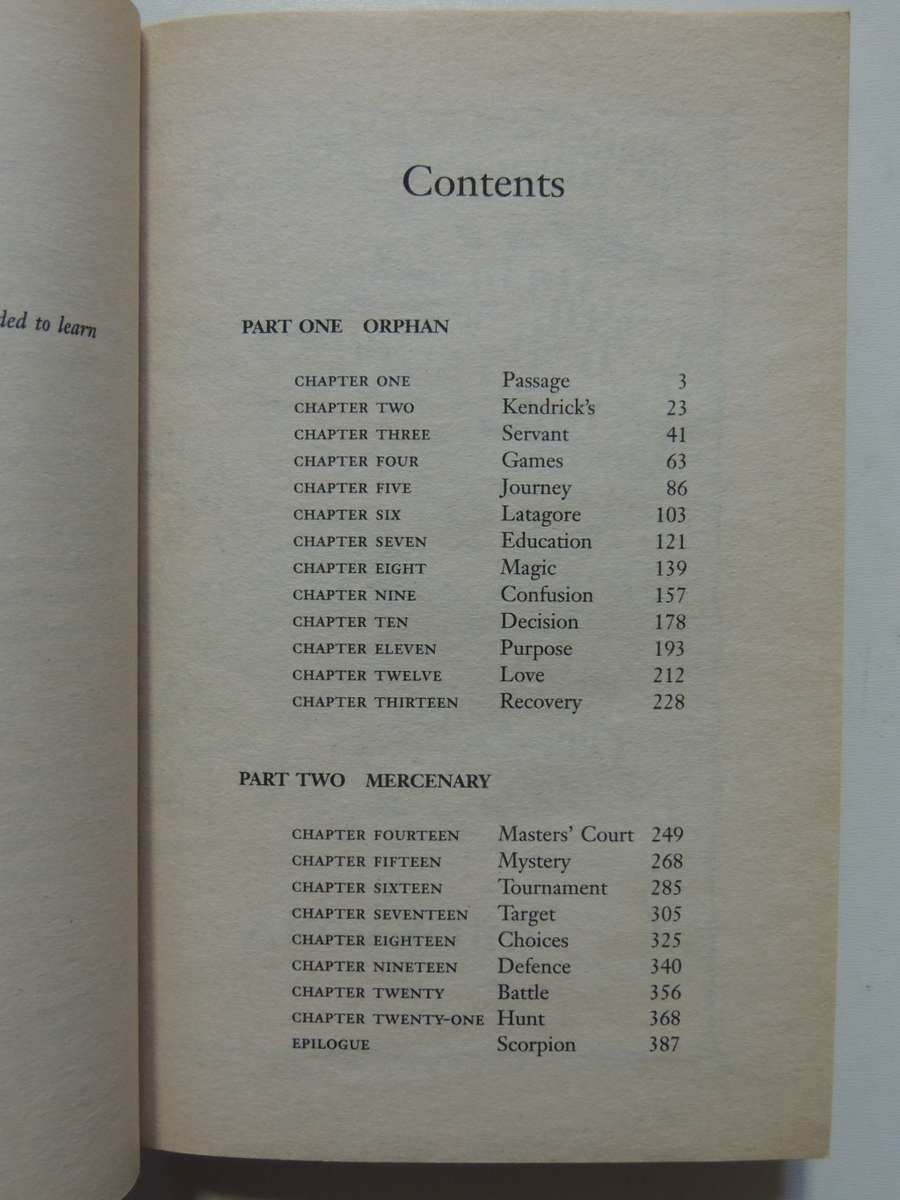 ded to learn
Contents
PART ONE ORPHAN
CHAPTER ONE Passage 3
CHAPTER TWO Kendrick's 23
CHAPTER THREE Servant 41
CHAPTER FOUR Games 63
CHAPTER FIVE Journey 86
CHAPTER SIX Latagore 103
CHAPTER SEVEN Education 121
CHAPTER EIGHT Magic 139
CHAPTER NINE Confusion 157
CHAPTER TEN Decision 178
CHAPTER ELEVEN Purpose 193
CHAPTER TWELVE Love 212
CHAPTER THIRTEEN Recovery 228
PART TWO MERCENARY
CHAPTER FOURTEEN Masters' Court 249
CHAPTER FIFTEEN Mystery 268
CHAPTER SIXTEEN Tournament 285
CHAPTER SEVENTEEN Target 305
CHAPTER EIGHTEEN Choices 325
CHAPTER NINETEEN Defence 340
CHAPTER TWENTY Battle 356
CHAPTER TWENTY-ONE Hunt 368
EPILOGUE Scorpion 387